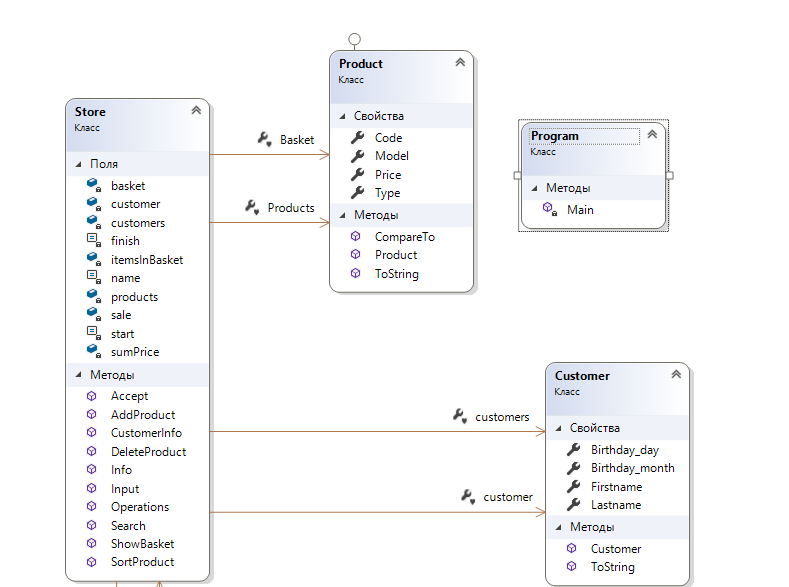 Store
Класс
Поля
basket
customer
customers
finish
itemsInBasket
name
products
sale
start
sumPrice
Методы
Accept
AddProduct
CustomerInfo
DeleteProduct
Info
Input
Operations
Search
ShowBasket
SortProduct
Basket
Products
Product
Класс
Свойства
Code
Model
Price
Type
Методы
CompareTo
Product
ToString
Program
Класс
Методы
Main
customers
customer
Customer
Класс
Свойства
Birthday_day
Birthday_month
Firstname
Lastname
Методы
Customer
ToString